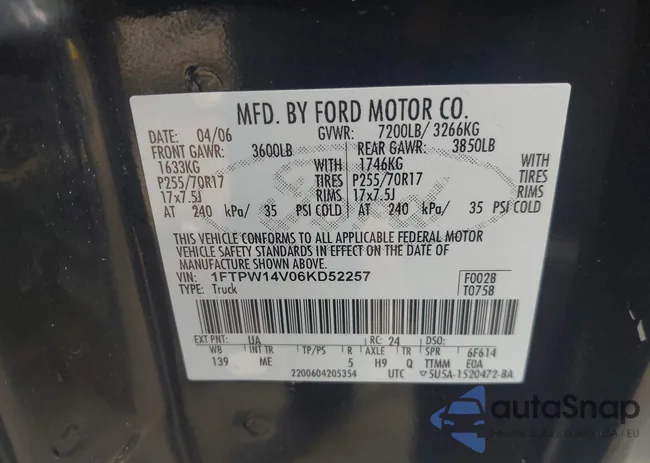 MFD. BY FORD MOTOR CO.
DATE: 04/06 GVWR: 7200LB/ 3266KG
FRONT GAWR: 3600LB REAR GAWR: 3850LB
1633KG WITH 1746KG WITH
P255/70R17 TIRES P255/70R17 TIRES
17x7.5J RIMS 17x7.5J RIMS
AT 240 kPa/ 35 PSI COLD AT 240 kPa/ 35 PSI COLD
THIS VEHICLE CONFORMS TO ALL APPLICABLE FEDERAL MOTOR
VEHICLE SAFETY STANDARDS IN EFFECT ON THE DATE OF
MANUFACTURE SHOWN ABOVE.
VIN: 1FTPW14V06KD52257 F0028
TYPE: Truck T0758
EXT PNT: UA RC: 24 DSO:
WB INT TR TP/PS R AXLE TR SPR 6F614
139 ME 5 H9 Q TTMM E0A
2200604205354 UTC 5U5A-1520472-BA
autoSnap